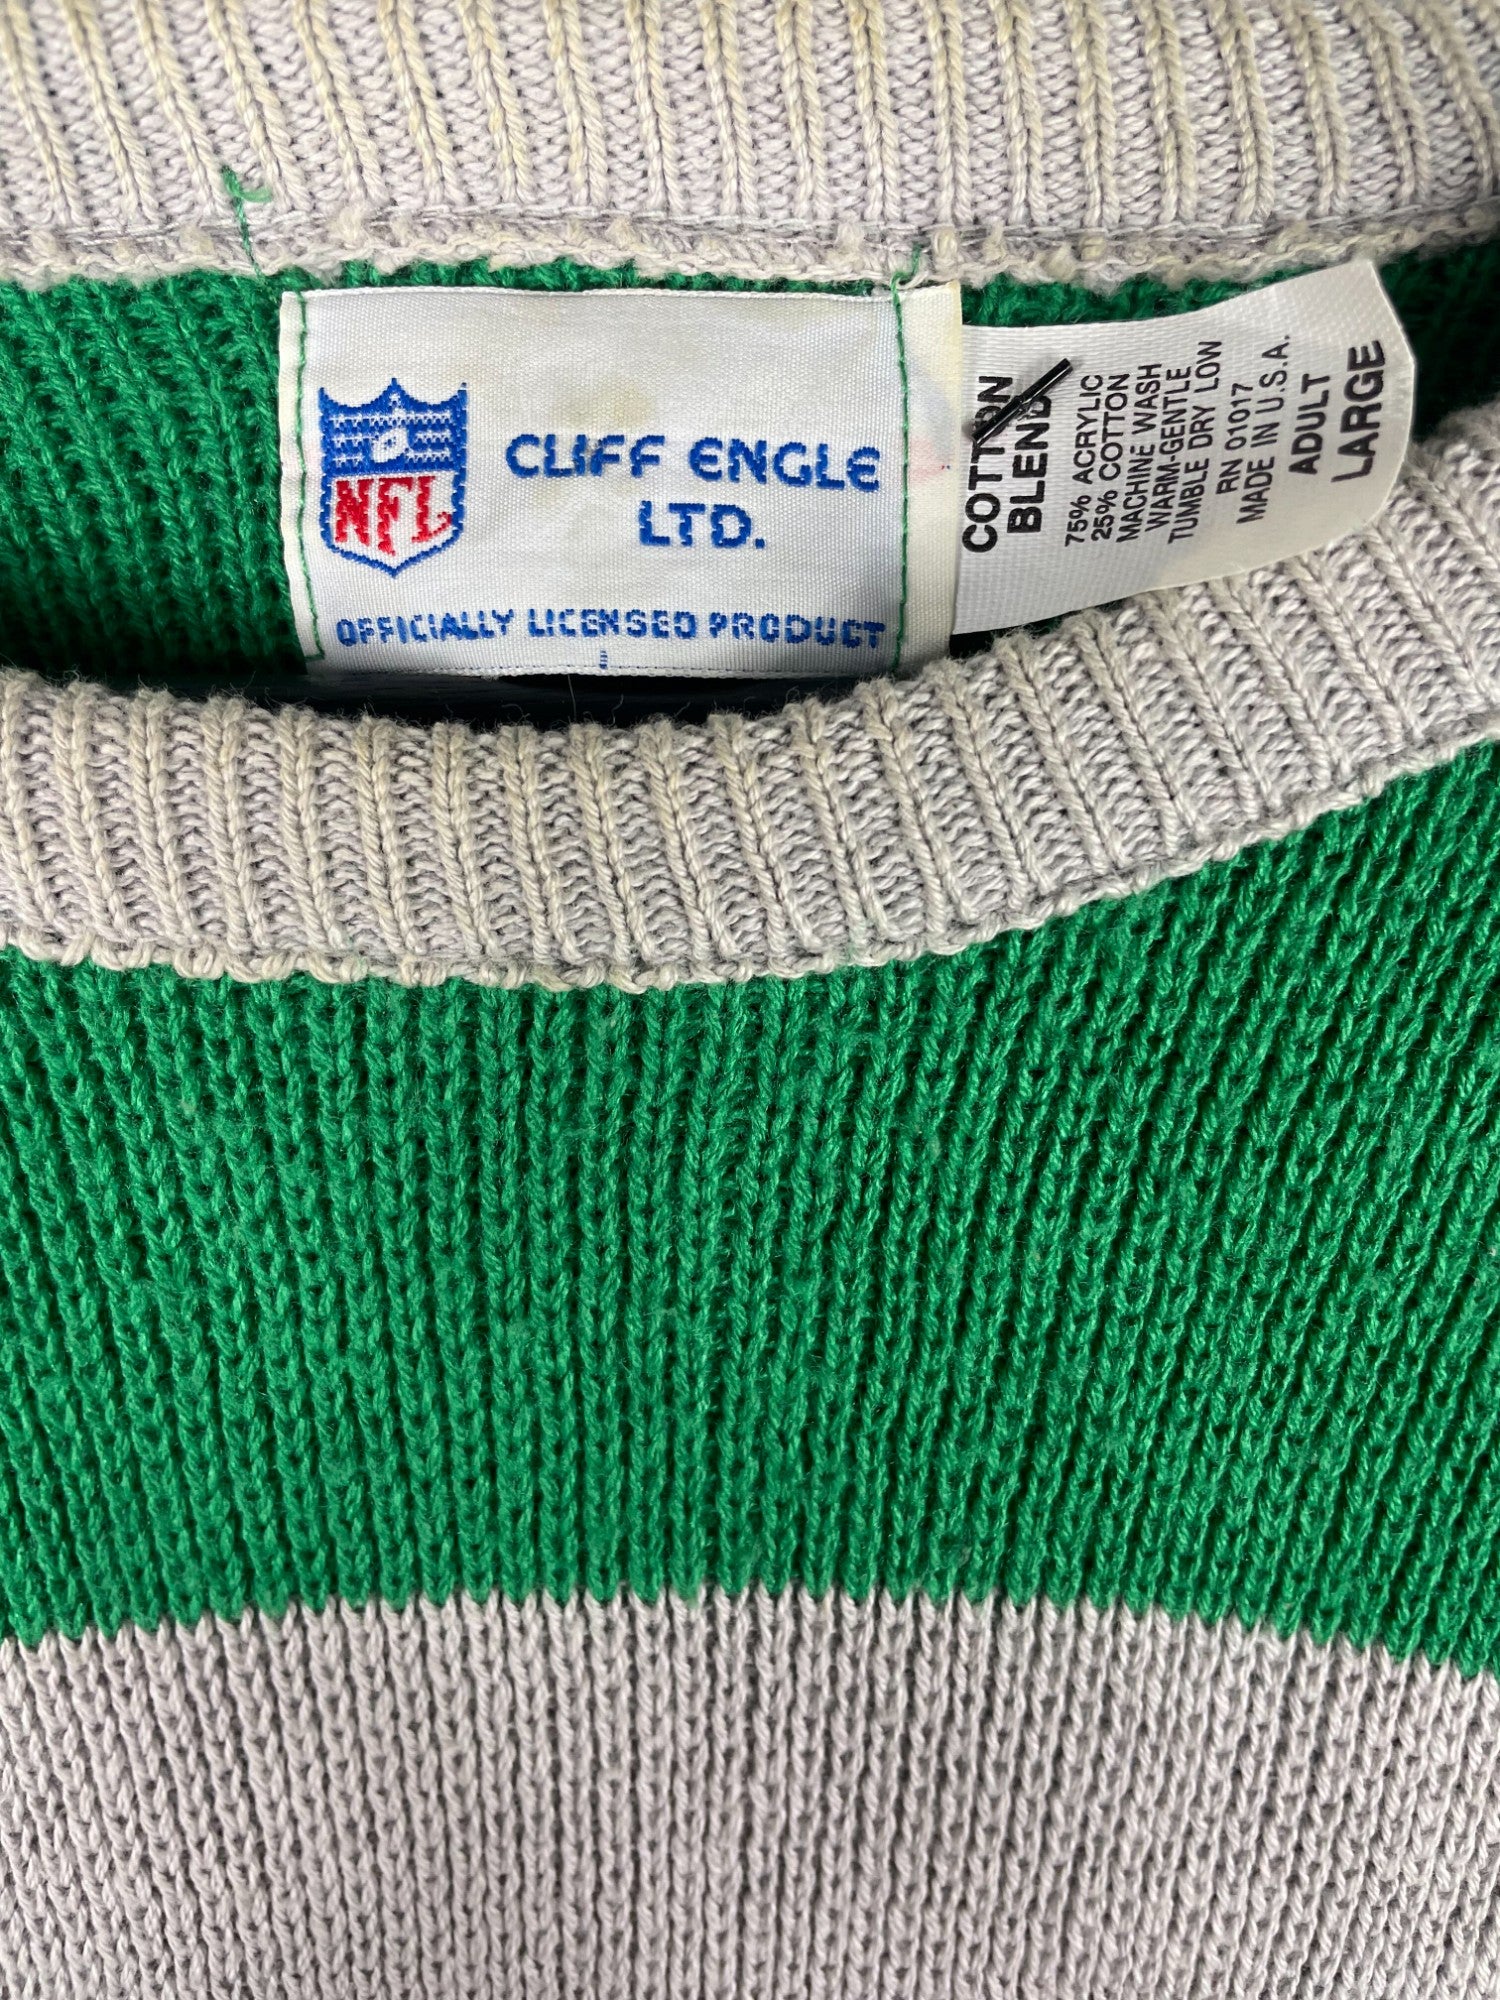 NFL
CLIFF ENGLE
LTD.
OFFICIALLY LICENSED PRODUCT
COTTON
BLEND
75% ACRYLIC
25% COTTON
MACHINE WASH
WARM-GENTLE
TUMBLE DRY LOW
RN 01017
MADE IN U.S.A.
ADULT
LARGE